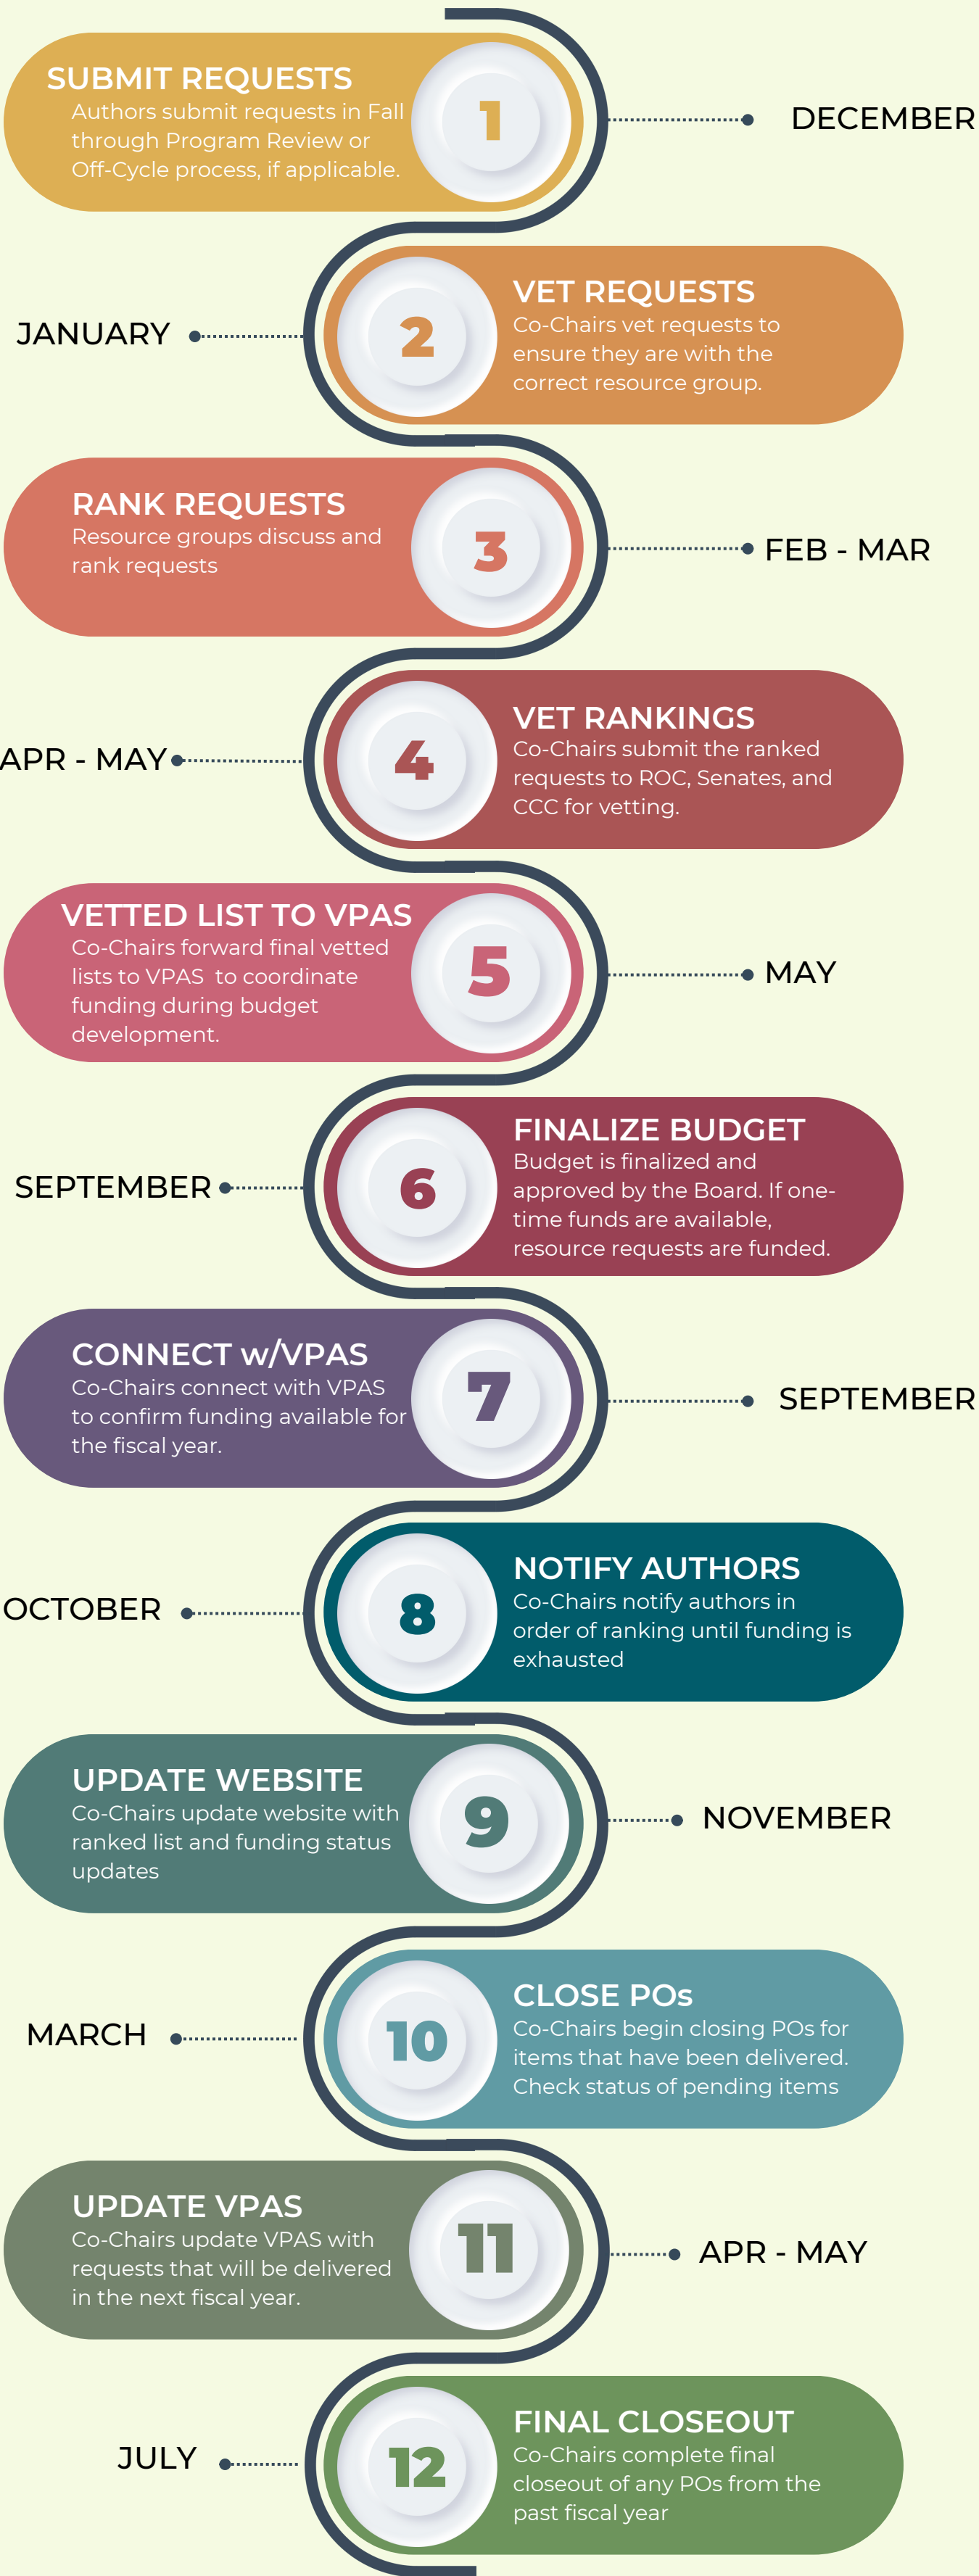 SUBMIT REQUESTS
Authors submit requests in Fall
through Program Review or
Off-Cycle process, if applicable.
1
DECEMBER
JANUARY
2
VET REQUESTS
Co-Chairs vet requests to
ensure they are with the
correct resource group.
RANK REQUESTS
Resource groups discuss and
rank requests
3
FEB - MAR
APR - MAY
4
VET RANKINGS
Co-Chairs submit the ranked
requests to ROC, Senates, and
CCC for vetting.
VETTED LIST TO VPAS
Co-Chairs forward final vetted
lists to VPAS to coordinate
funding during budget
development.
5
MAY
SEPTEMBER
6
FINALIZE BUDGET
Budget is finalized and
approved by the Board. If one-
time funds are available,
resource requests are funded.
CONNECT w/VPAS
Co-Chairs connect with VPAS
to confirm funding available for
the fiscal year.
7
SEPTEMBER
OCTOBER
8
NOTIFY AUTHORS
Co-Chairs notify authors in
order of ranking until funding is
exhausted
UPDATE WEBSITE
Co-Chairs update website with
ranked list and funding status
updates
9
NOVEMBER
MARCH
10
CLOSE POs
Co-Chairs begin closing POs for
items that have been delivered.
Check status of pending items
UPDATE VPAS
Co-Chairs update VPAS with
requests that will be delivered
in the next fiscal year.
11
APR - MAY
JULY
12
FINAL CLOSEOUT
Co-Chairs complete final
closeout of any POs from the
past fiscal year